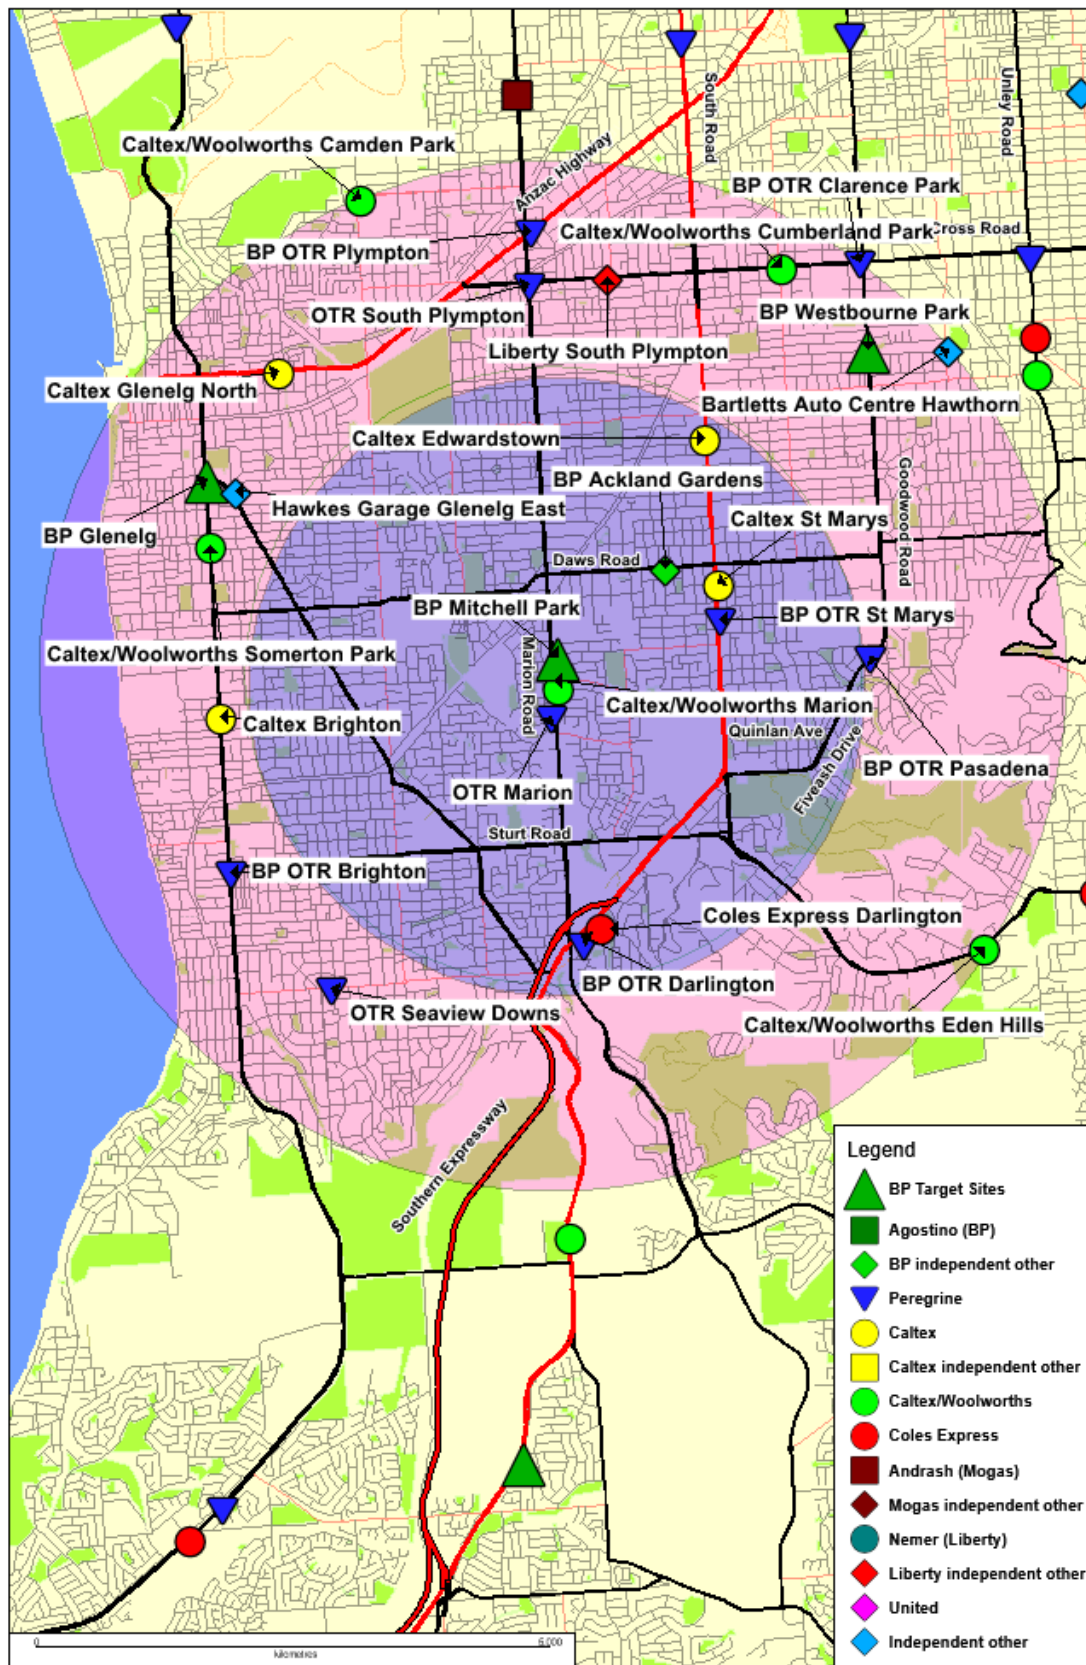 South Road
Unley Road
Caltex/Woolworths Camden Park
Anzac Highway
BP OTR Clarence Park
Caltex/Woolworths Cumberland Park
Cross Road
BP OTR Plympton
OTR South Plympton
BP Westbourne Park
Liberty South Plympton
Caltex Glenelg North
Bartletts Auto Centre Hawthorn
Caltex Edwardstown
BP Ackland Gardens
Goodwood Road
Hawkes Garage Glenelg East
BP Glenelg
Caltex St Marys
Daws Road
BP Mitchell Park
BP OTR St Marys
Caltex/Woolworths Somerton Park
Marion Road
Caltex/Woolworths Marion
Caltex Brighton
Quinlan Ave
BP OTR Pasadena
Fiveash Drive
OTR Marion
Sturt Road
BP OTR Brighton
Coles Express Darlington
BP OTR Darlington
OTR Seaview Downs
Caltex/Woolworths Eden Hills
Southern Expressway
Legend
BP Target Sites
Agostino (BP)
BP independent other
Peregrine
Caltex
Caltex independent other
Caltex/Woolworths
Coles Express
Andrash (Mogas)
Mogas independent other
Nemer (Liberty)
Liberty independent other
United
Independent other
0
kilometres